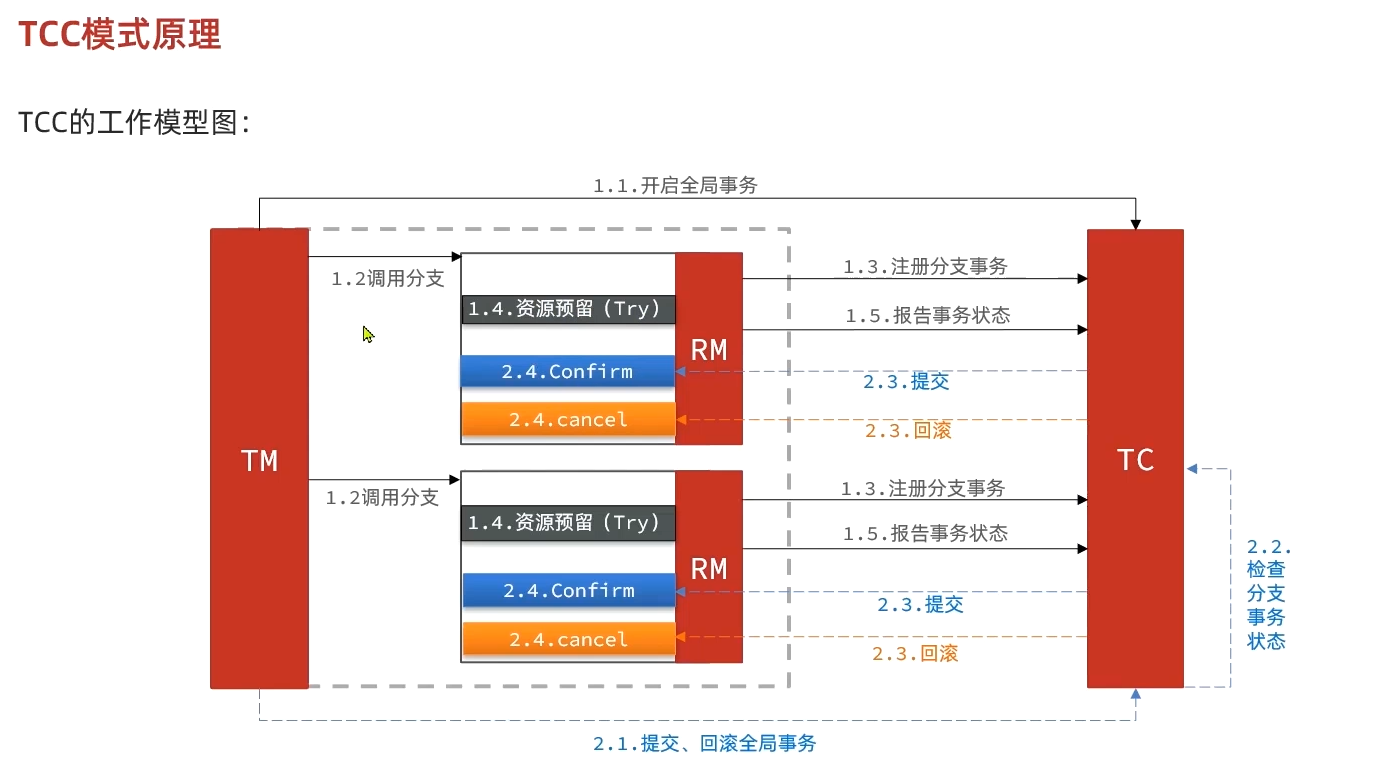 TCC模式原理
TCC的工作模型图：
1.1.开启全局事务
1.2调用分支
1.3.注册分支事务
1.4.资源预留（Try）
1.5.报告事务状态
RM
2.4.Confirm
2.3.提交
2.4.cancel
2.3.回滚
TM
TC
1.2调用分支
1.3.注册分支事务
1.4.资源预留（Try）
1.5.报告事务状态
RM
2.4.Confirm
2.3.提交
2.4.cancel
2.3.回滚
2.2.
检查
分支
事务
状态
2.1.提交、回滚全局事务